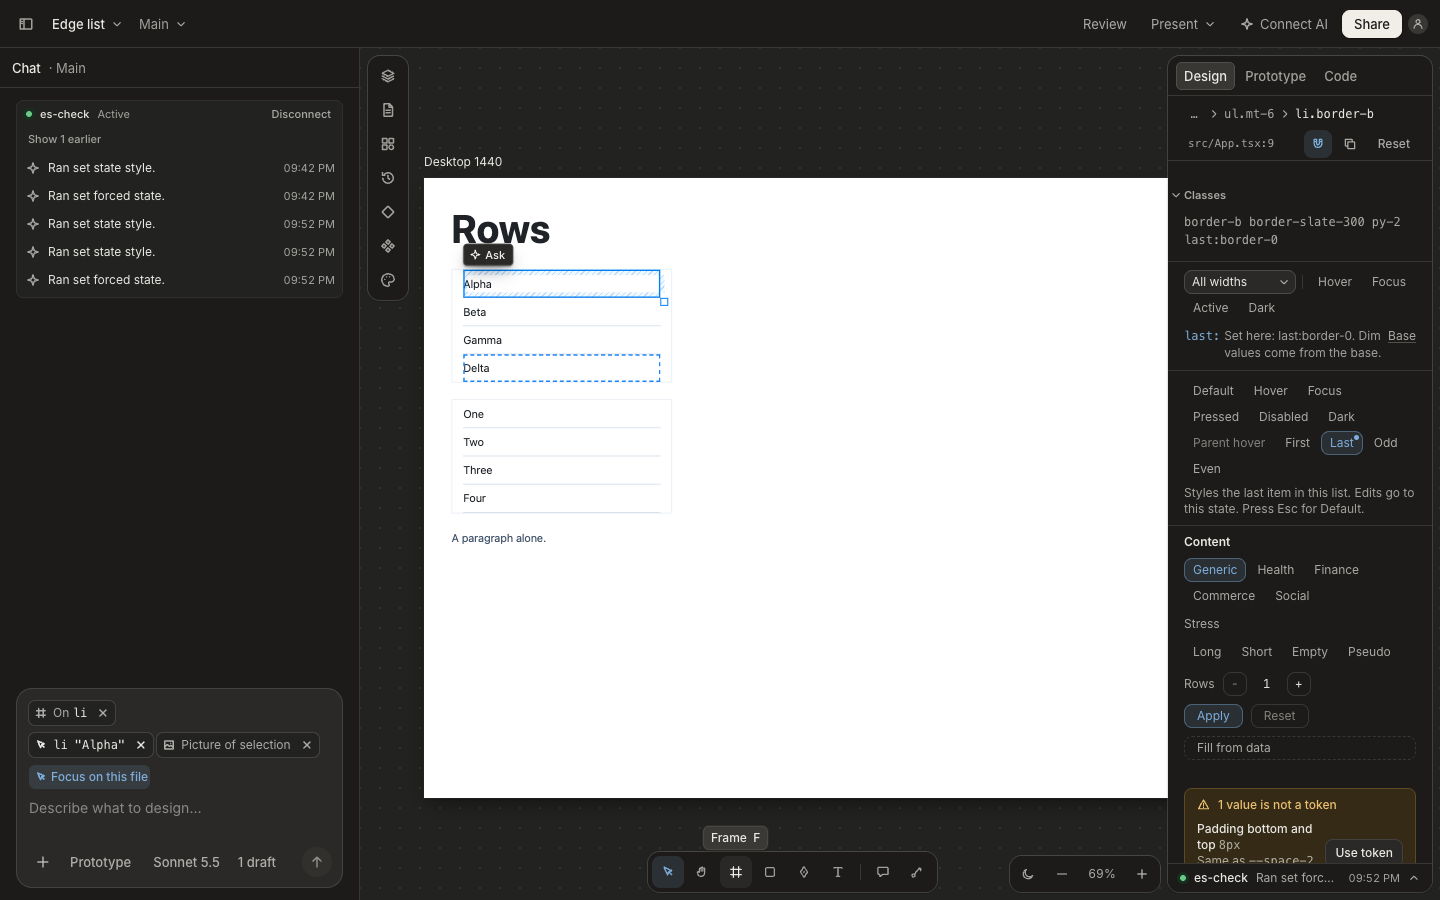 Edge list
Main
Review
Present
Connect AI
Share
Chat · Main
es-check Active Disconnect
Show 1 earlier
Ran set state style. 09:42 PM
Ran set forced state. 09:42 PM
Ran set state style. 09:52 PM
Ran set state style. 09:52 PM
Ran set forced state. 09:52 PM
On li
li "Alpha"
Picture of selection
Focus on this file
Describe what to design...
Prototype Sonnet 5.5 1 draft
Desktop 1440
Rows
Ask
Alpha
Beta
Gamma
Delta
One
Two
Three
Four
A paragraph alone.
Frame F
T
69%
Design Prototype Code
… > ul.mt-6 > li.border-b
src/App.tsx:9 Reset
Classes
border-b border-slate-300 py-2
last:border-0
All widths Hover Focus
Active Dark
last: Set here: last:border-0. Dim Base
values come from the base.
Default Hover Focus
Pressed Disabled Dark
Parent hover First Last Odd
Even
Styles the last item in this list. Edits go to
this state. Press Esc for Default.
Content
Generic Health Finance
Commerce Social
Stress
Long Short Empty Pseudo
Rows - 1 +
Apply Reset
Fill from data
1 value is not a token
Padding bottom and
top 8px
Same as --space-2
Use token
es-check Ran set forc... 09:52 PM